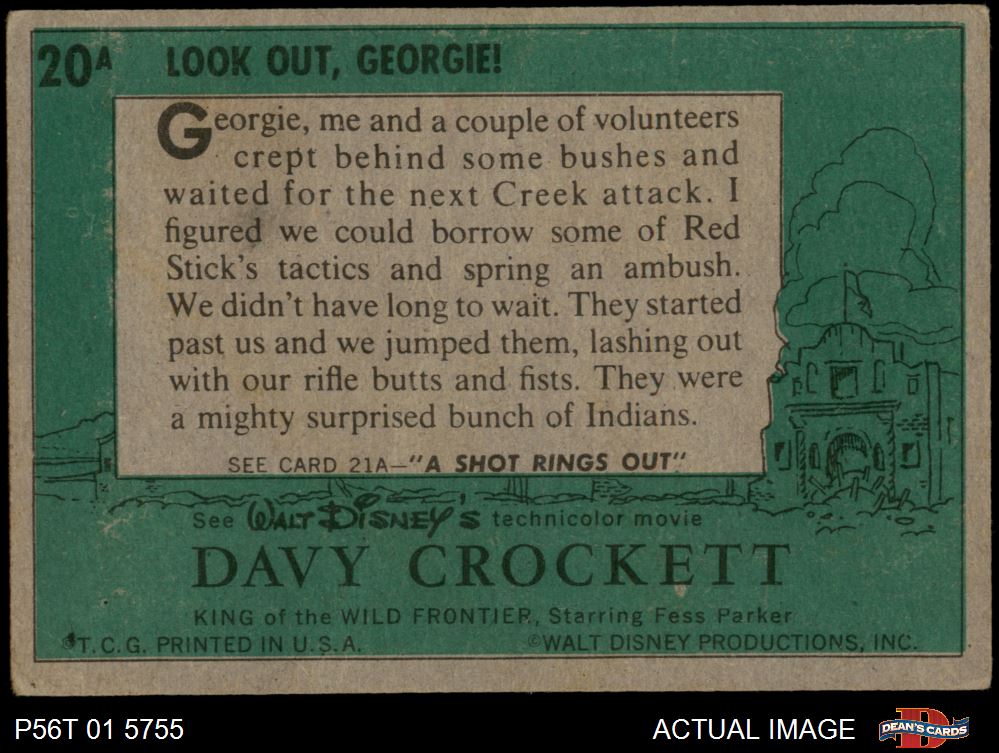 20A LOOK OUT, GEORGIE!
Georgie, me and a couple of volunteers
crept behind some bushes and
waited for the next Creek attack. I
figured we could borrow some of Red
Stick's tactics and spring an ambush.
We didn't have long to wait. They started
past us and we jumped them, lashing out
with our rifle butts and fists. They were
a mighty surprised bunch of Indians.
SEE CARD 21A—"A SHOT RINGS OUT"
See WALT DISNEY'S technicolor movie
DAVY CROCKETT
KING of the WILD FRONTIER, Starring Fess Parker
©T.C.G. PRINTED IN U.S.A. ©WALT DISNEY PRODUCTIONS, INC.
P56T 01 5755 ACTUAL IMAGE DEAN'S CARDS